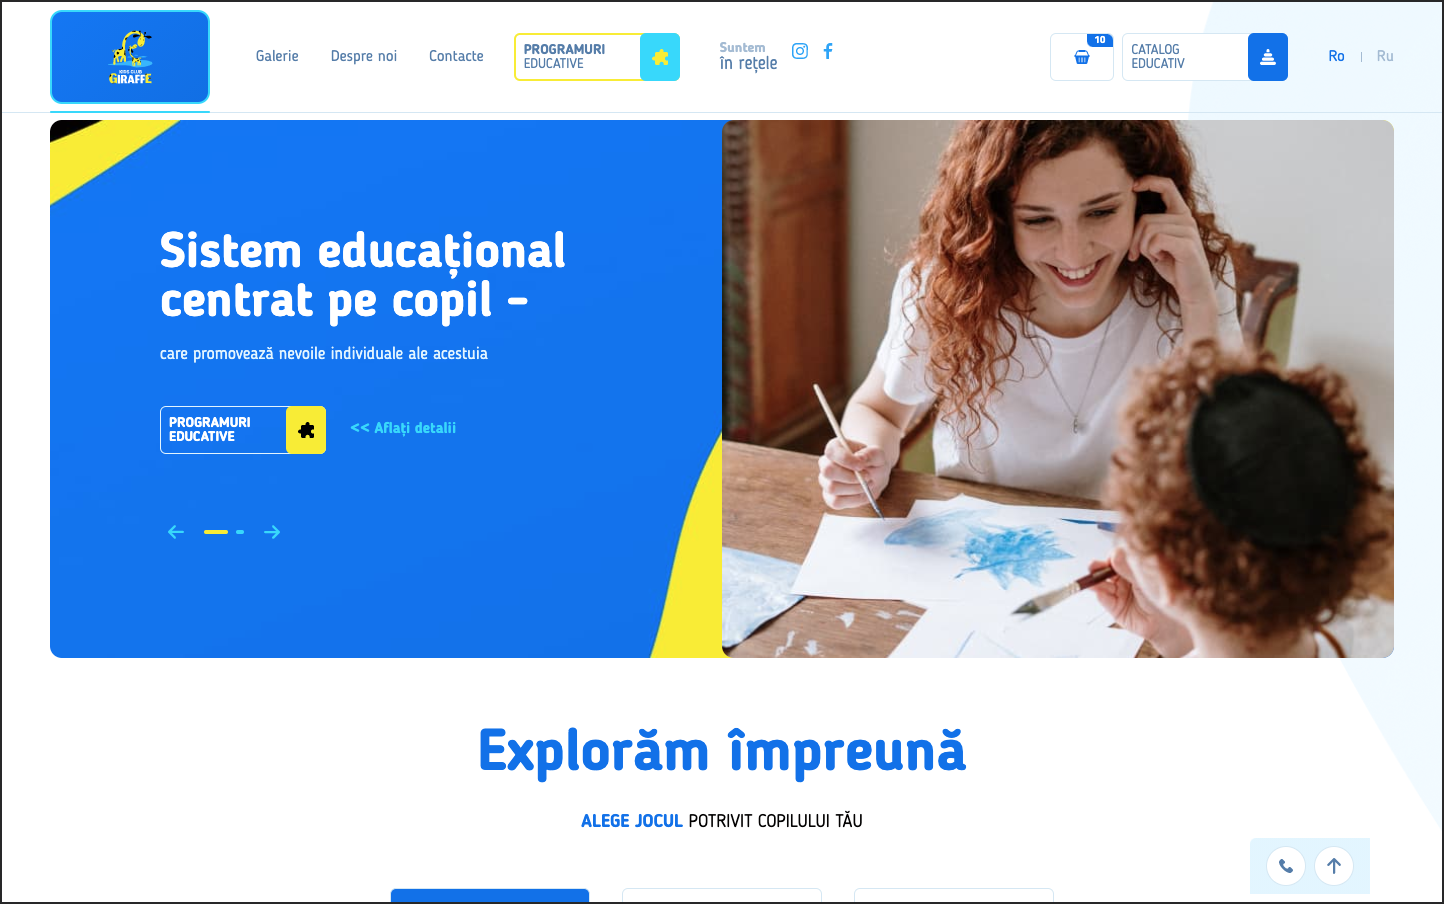 KIDS CLUB
GIRAFFE
Galerie
Despre noi
Contacte
PROGRAMURI
EDUCATIVE
Suntem
în rețele
10
CATALOG
EDUCATIV
Ro
Ru
Sistem educațional
centrat pe copil –
care promovează nevoile individuale ale acestuia
PROGRAMURI
EDUCATIVE
<< Aflați detalii
Explorăm împreună
ALEGE JOCUL POTRIVIT COPILULUI TĂU